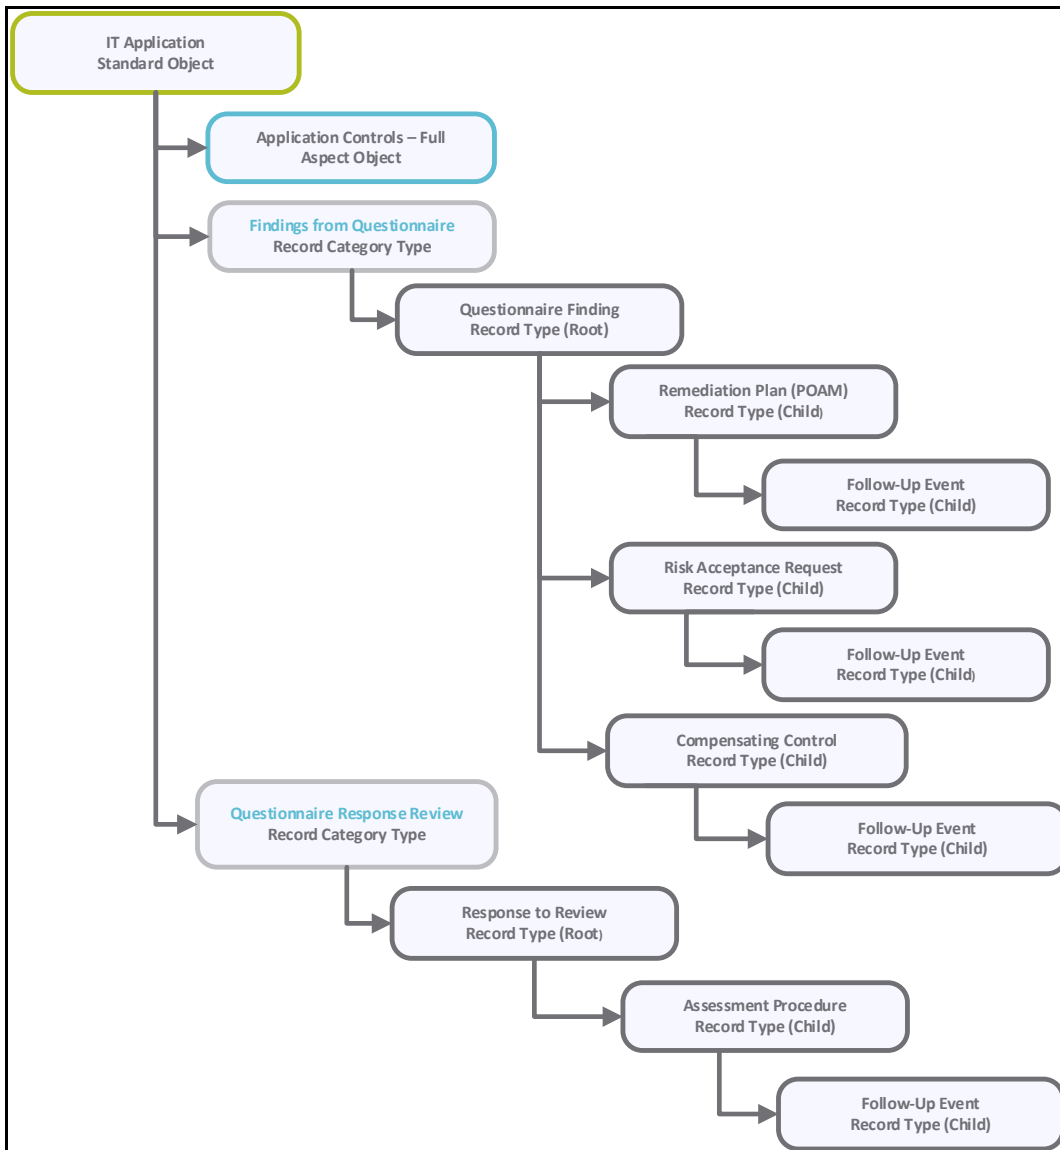 IT Application
Standard Object
Application Controls – Full
Aspect Object
Findings from Questionnaire
Record Category Type
Questionnaire Finding
Record Type (Root)
Remediation Plan (POAM)
Record Type (Child)
Follow-Up Event
Record Type (Child)
Risk Acceptance Request
Record Type (Child)
Follow-Up Event
Record Type (Child)
Compensating Control
Record Type (Child)
Questionnaire Response Review
Record Category Type
Follow-Up Event
Record Type (Child)
Response to Review
Record Type (Root)
Assessment Procedure
Record Type (Child)
Follow-Up Event
Record Type (Child)